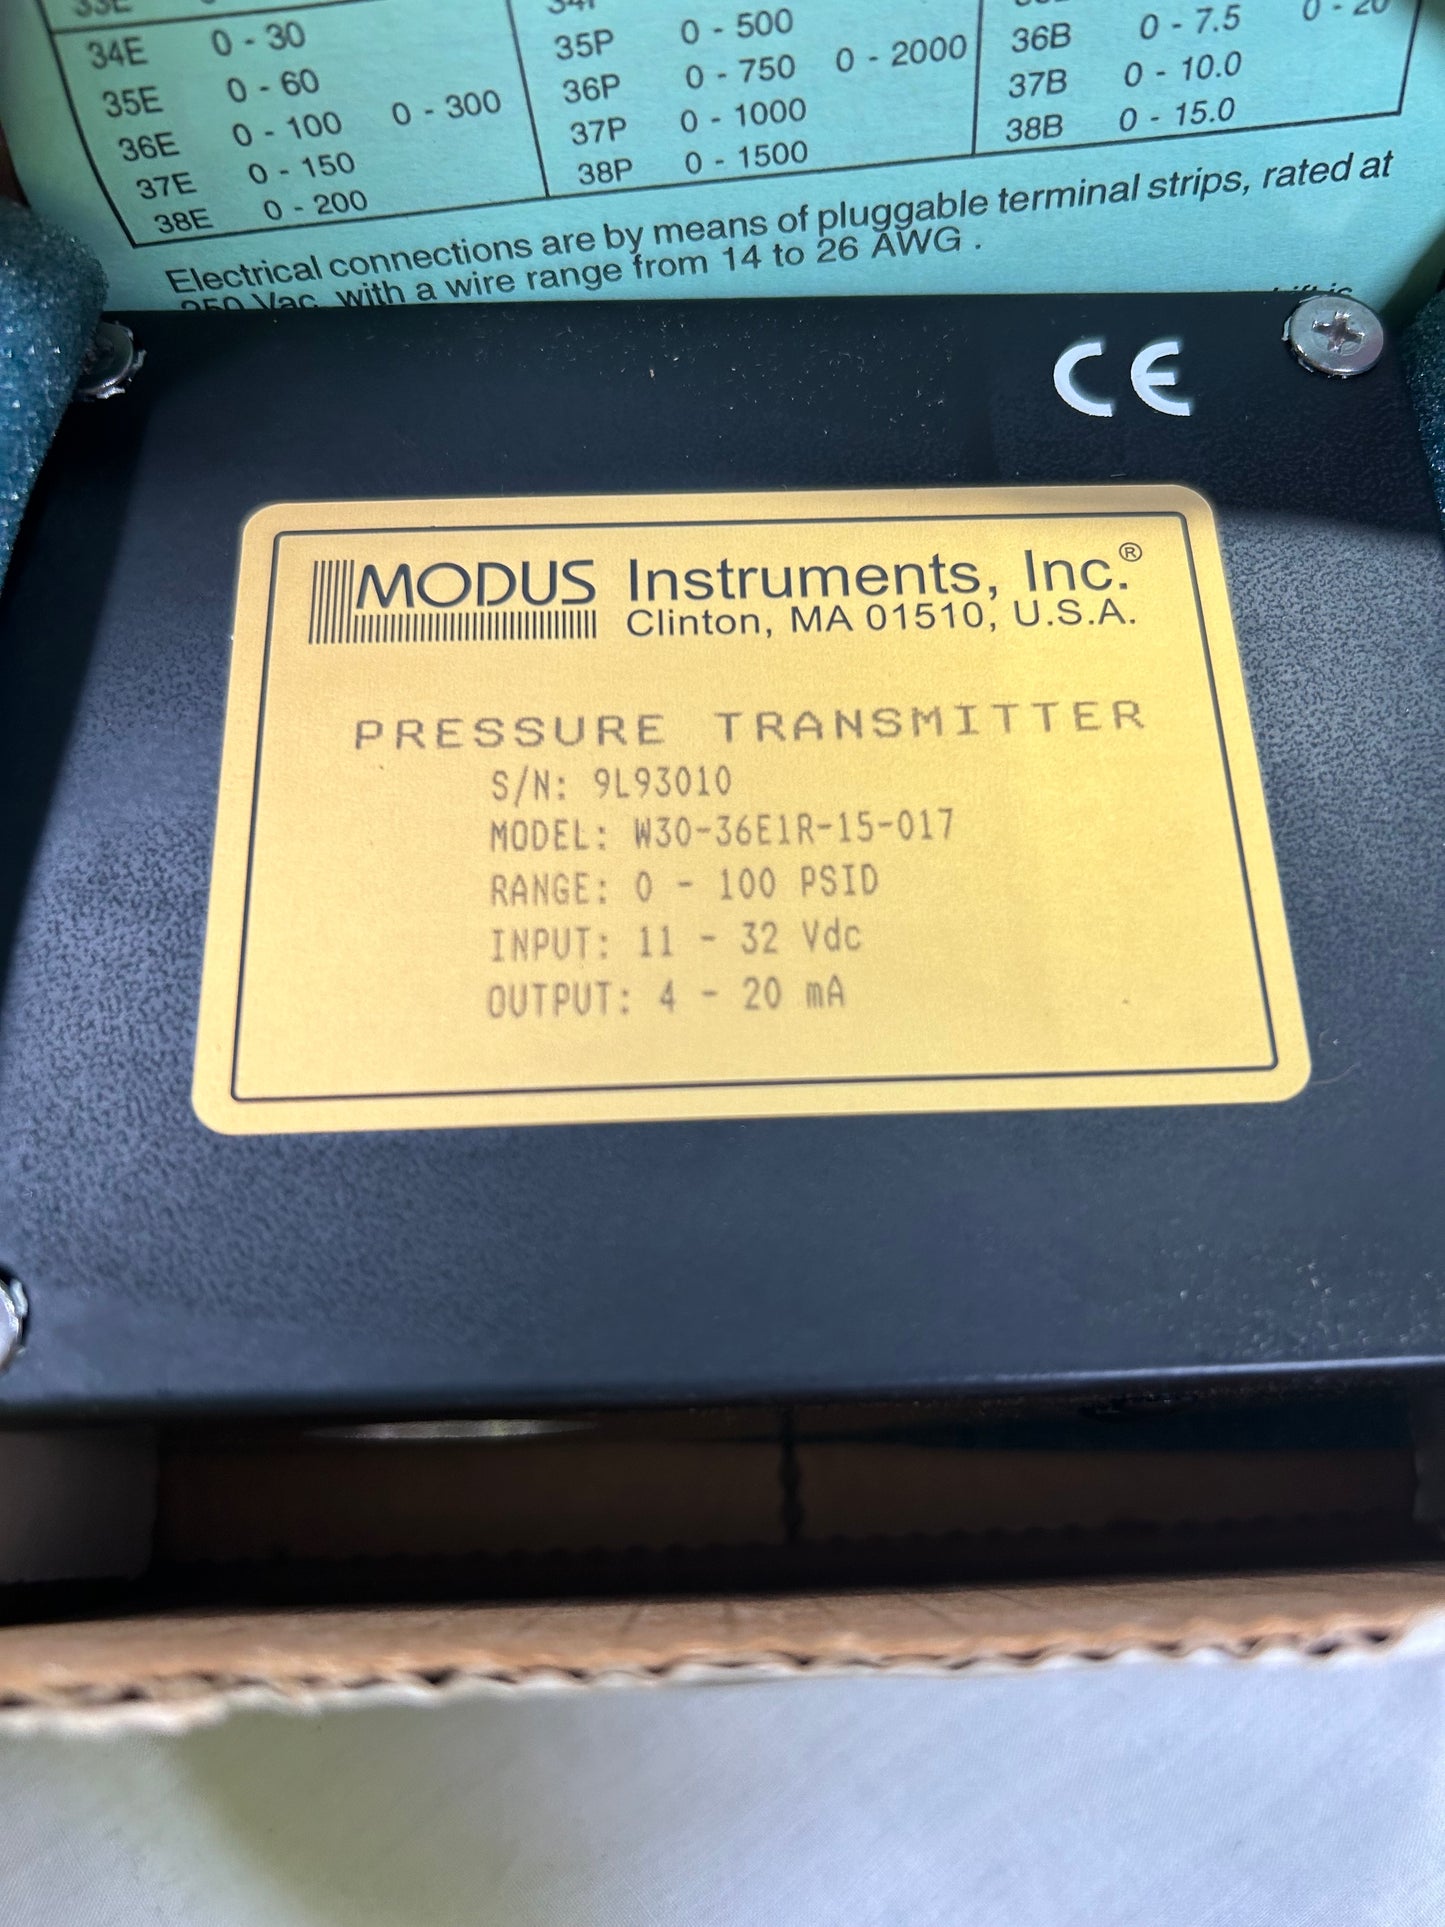 34E 0 - 30
35E 0 - 60
36E 0 - 100 0 - 300
37E 0 - 150
38E 0 - 200
35P 0 - 500
36P 0 - 750 0 - 2000
37P 0 - 1000
38P 0 - 1500
36B 0 - 7.5 0 - 20
37B 0 - 10.0
38B 0 - 15.0
Electrical connections are by means of pluggable terminal strips, rated at
250 Vac, with a wire range from 14 to 26 AWG .
CE
MODUS Instruments, Inc.®
Clinton, MA 01510, U.S.A.
PRESSURE TRANSMITTER
S/N: 9L93010
MODEL: W30-36E1R-15-017
RANGE: 0 - 100 PSID
INPUT: 11 - 32 Vdc
OUTPUT: 4 - 20 mA